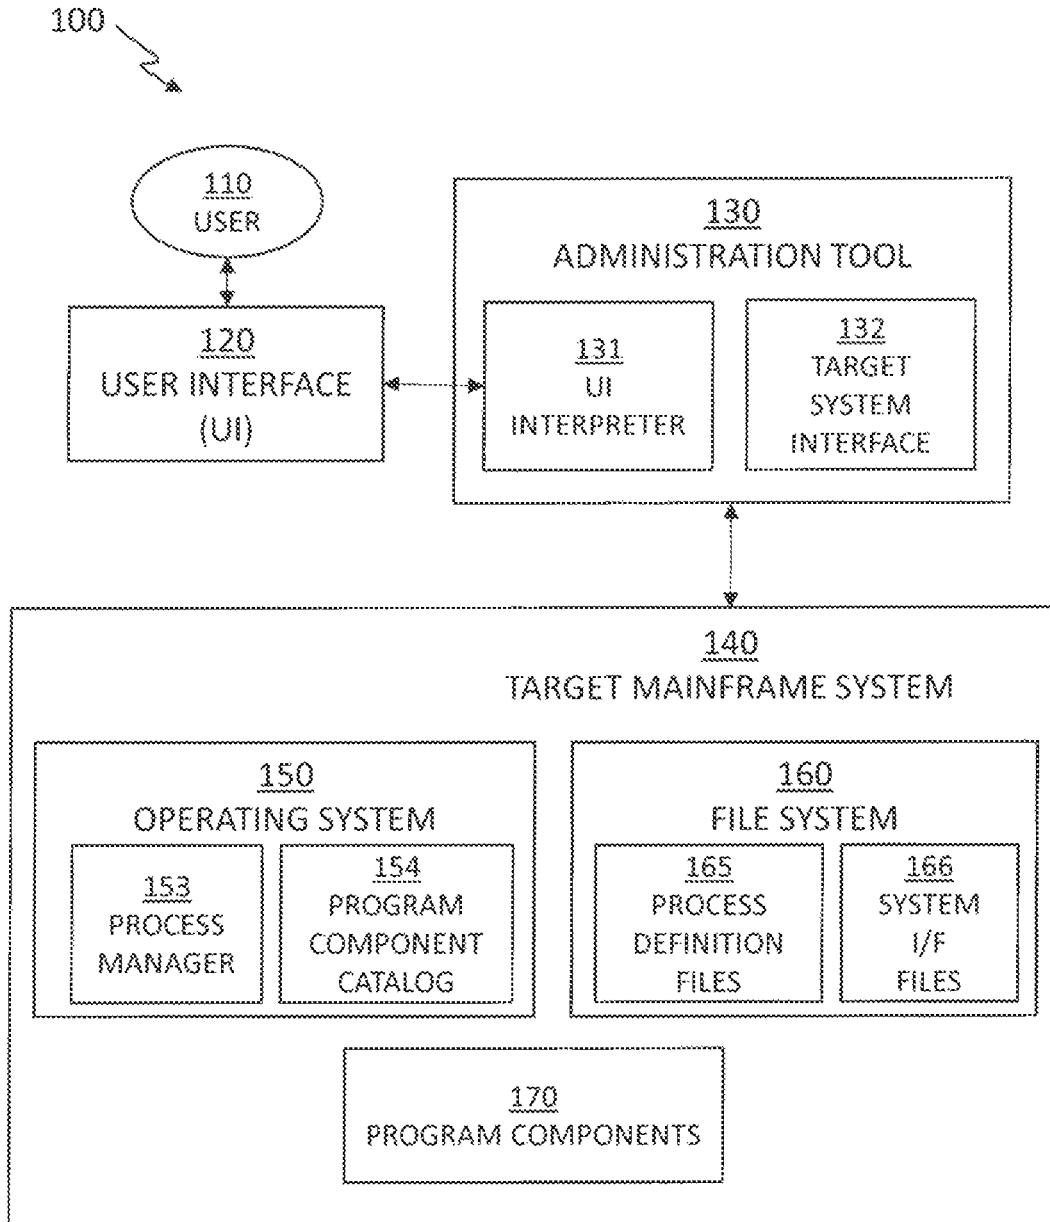 100
110
USER
120
USER INTERFACE
(UI)
130
ADMINISTRATION TOOL
131
UI
INTERPRETER
132
TARGET
SYSTEM
INTERFACE
140
TARGET MAINFRAME SYSTEM
150
OPERATING SYSTEM
153
PROCESS
MANAGER
154
PROGRAM
COMPONENT
CATALOG
160
FILE SYSTEM
165
PROCESS
DEFINITION
FILES
166
SYSTEM
I/F
FILES
170
PROGRAM COMPONENTS